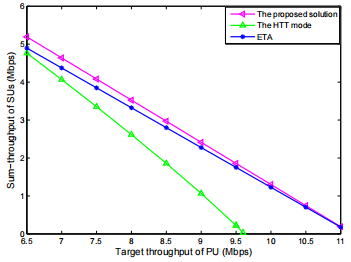 6
5
4
3
2
1
0
Sum-throughput of SUs (Mbps)
The proposed solution
The HTT mode
ETA
6.5 7 7.5 8 8.5 9 9.5 10 10.5 11
Target throughput of PU (Mbps)